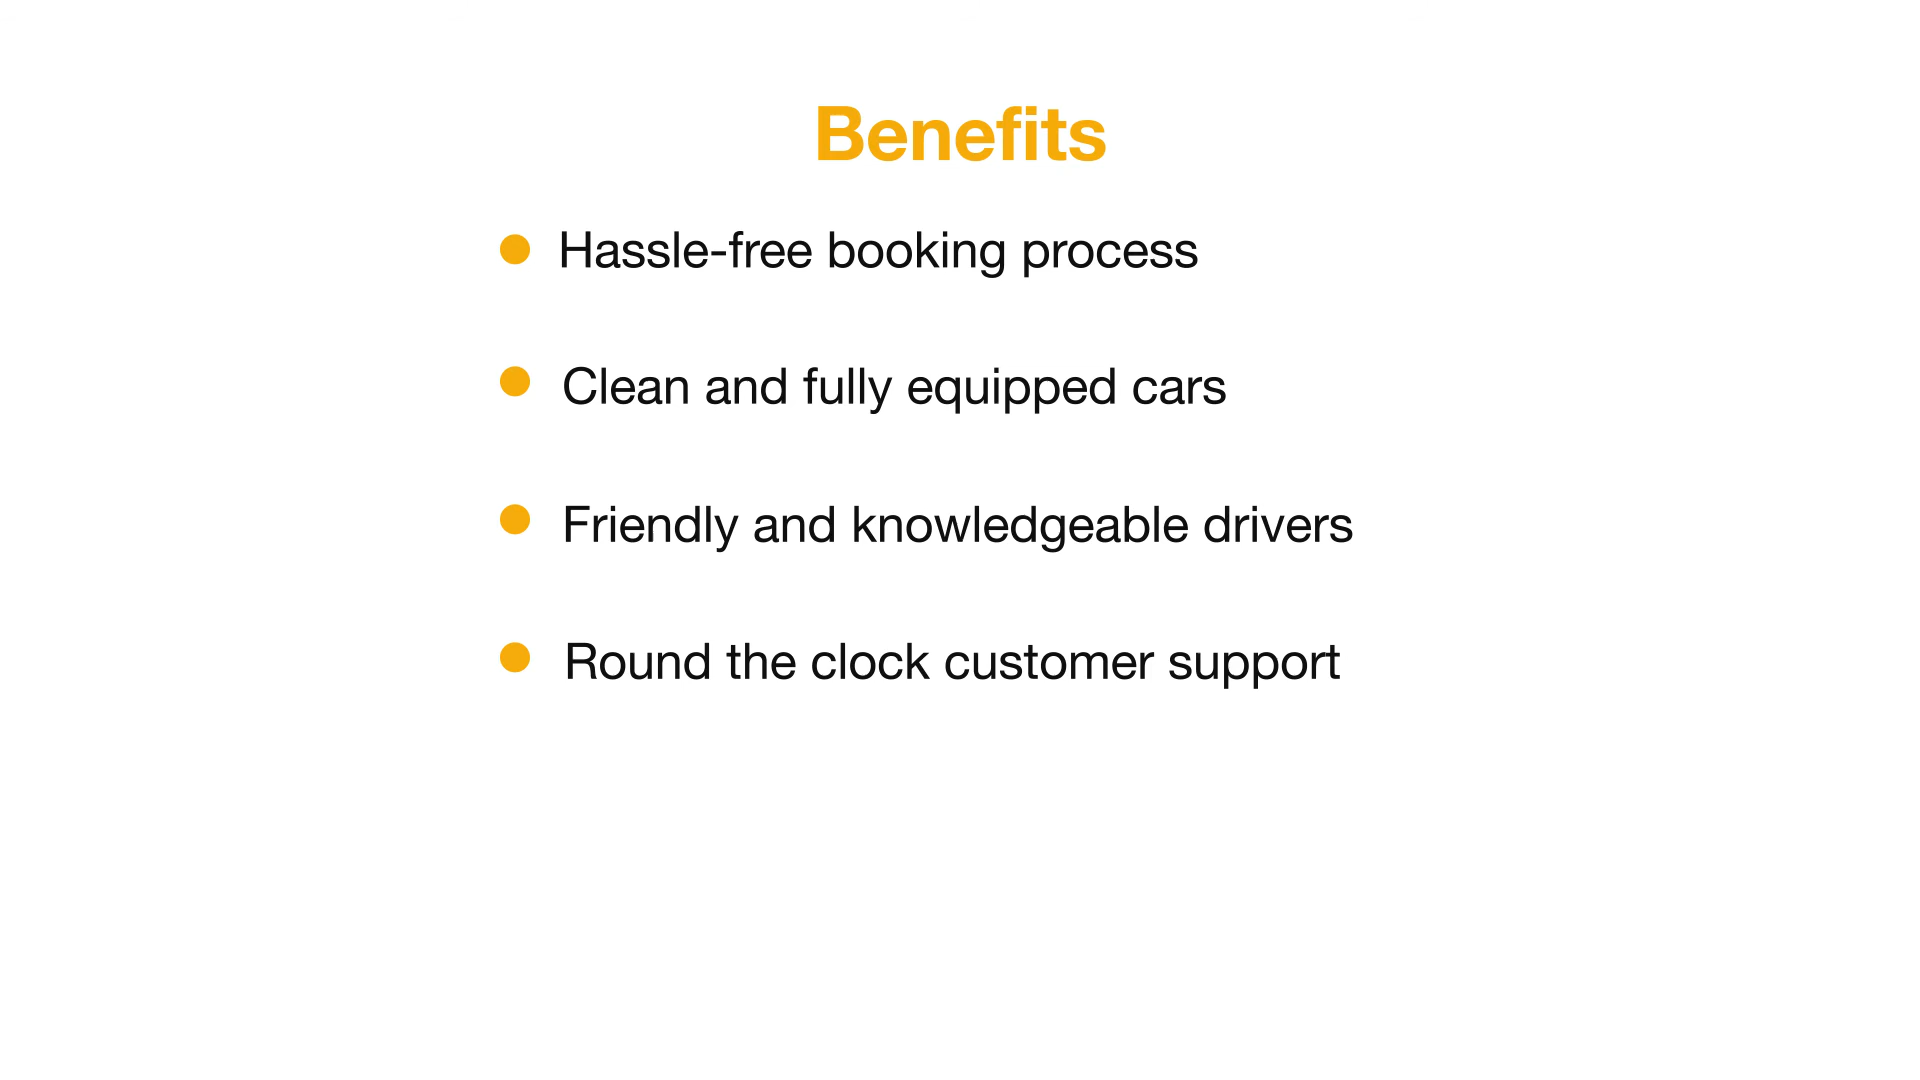 Benefits
Hassle-free booking process
Clean and fully equipped cars
Friendly and knowledgeable drivers
Round the clock customer support